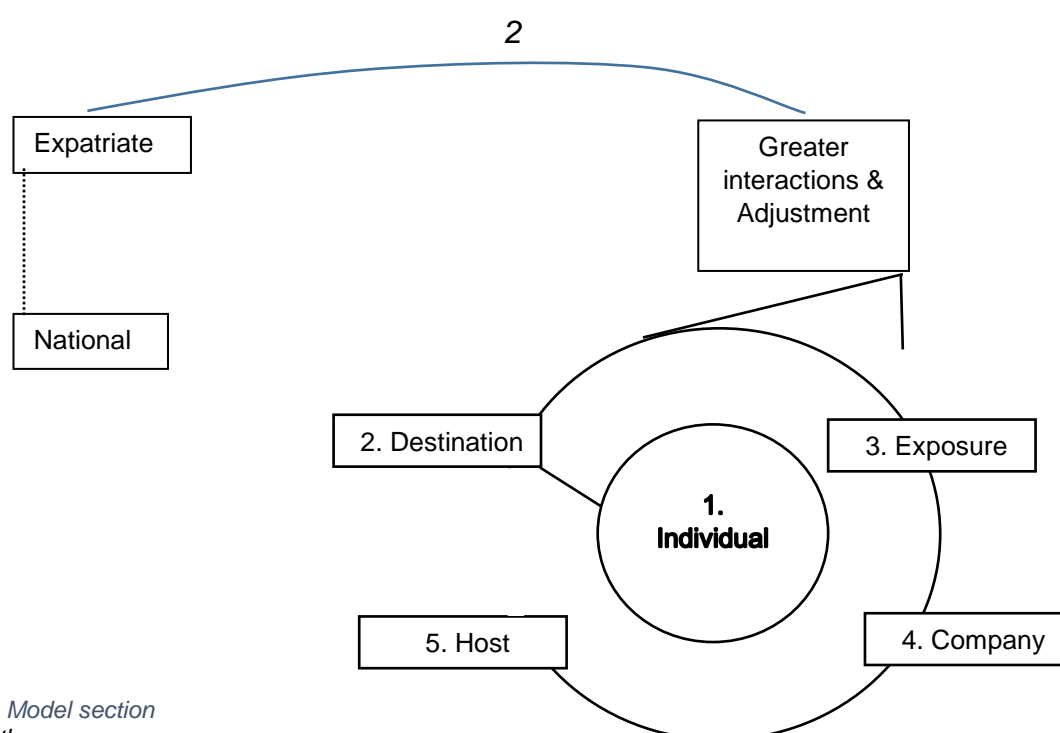 2
Expatriate
Greater
interactions &
Adjustment
National
2. Destination
3. Exposure
1.
Individual
5. Host
4. Company
Model section